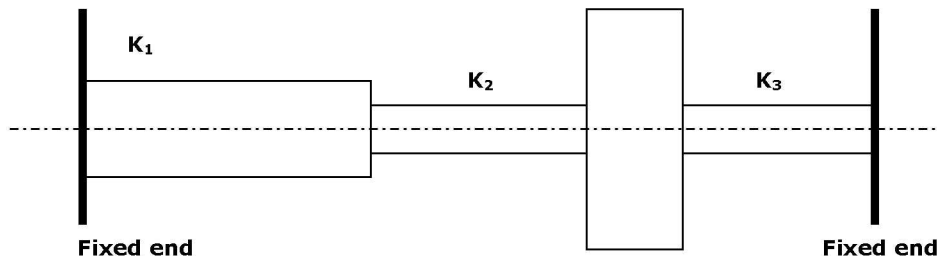 K₁
K₂
K₃
Fixed end
Fixed end